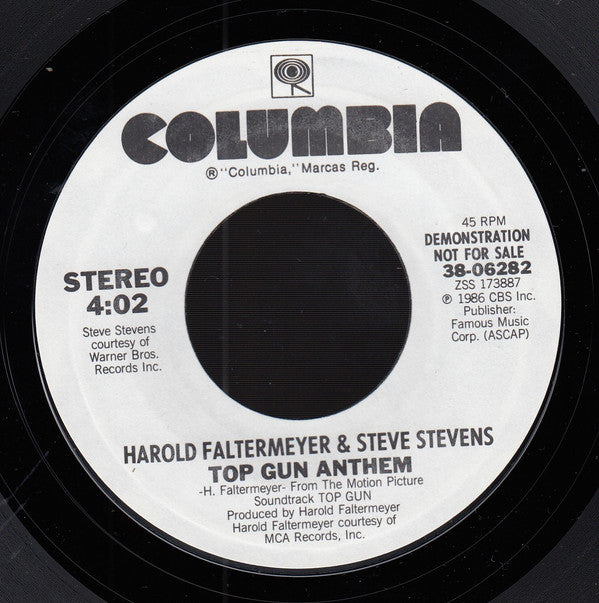 COLUMBIA
®"Columbia," Marcas Reg.
STEREO
4:02
Steve Stevens
courtesy of
Warner Bros.
Records Inc.
45 RPM
DEMONSTRATION
NOT FOR SALE
38-06282
ZSS 173887
℗ 1986 CBS Inc.
Publisher:
Famous Music
Corp. (ASCAP)
HAROLD FALTERMEYER & STEVE STEVENS
TOP GUN ANTHEM
-H. Faltermeyer- From The Motion Picture
Soundtrack TOP GUN
Produced by Harold Faltermeyer
Harold Faltermeyer courtesy of
MCA Records, Inc.